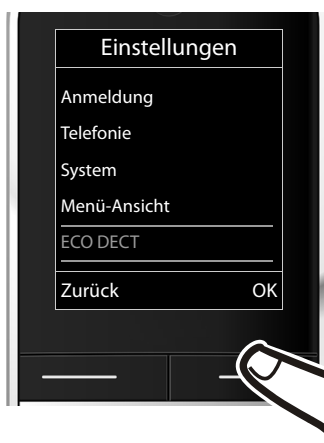 Einstellungen
Anmeldung
Telefonie
System
Menü-Ansicht
ECO DECT
Zurück OK